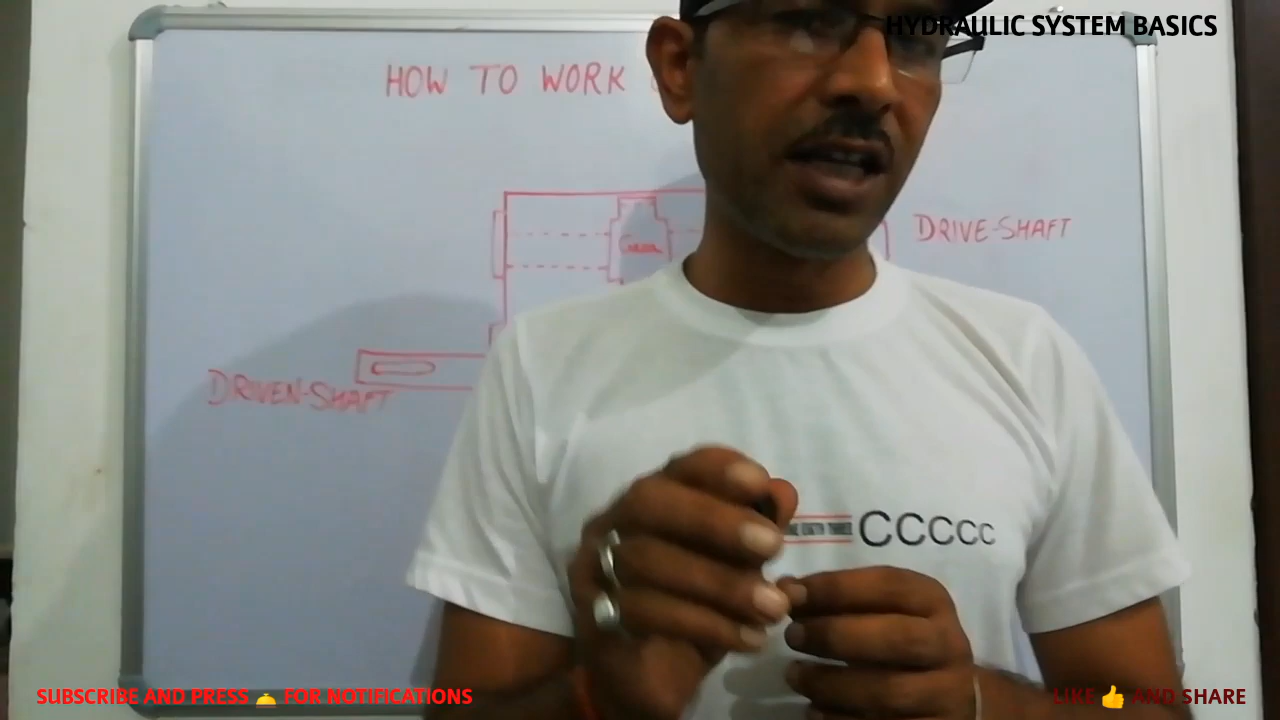 HYDRAULIC SYSTEM BASICS
HOW TO WORK
DRIVE-SHAFT
DRIVEN-SHAFT
CCCCC
SUBSCRIBE AND PRESS 🛎 FOR NOTIFICATIONS
LIKE 👍 AND SHARE